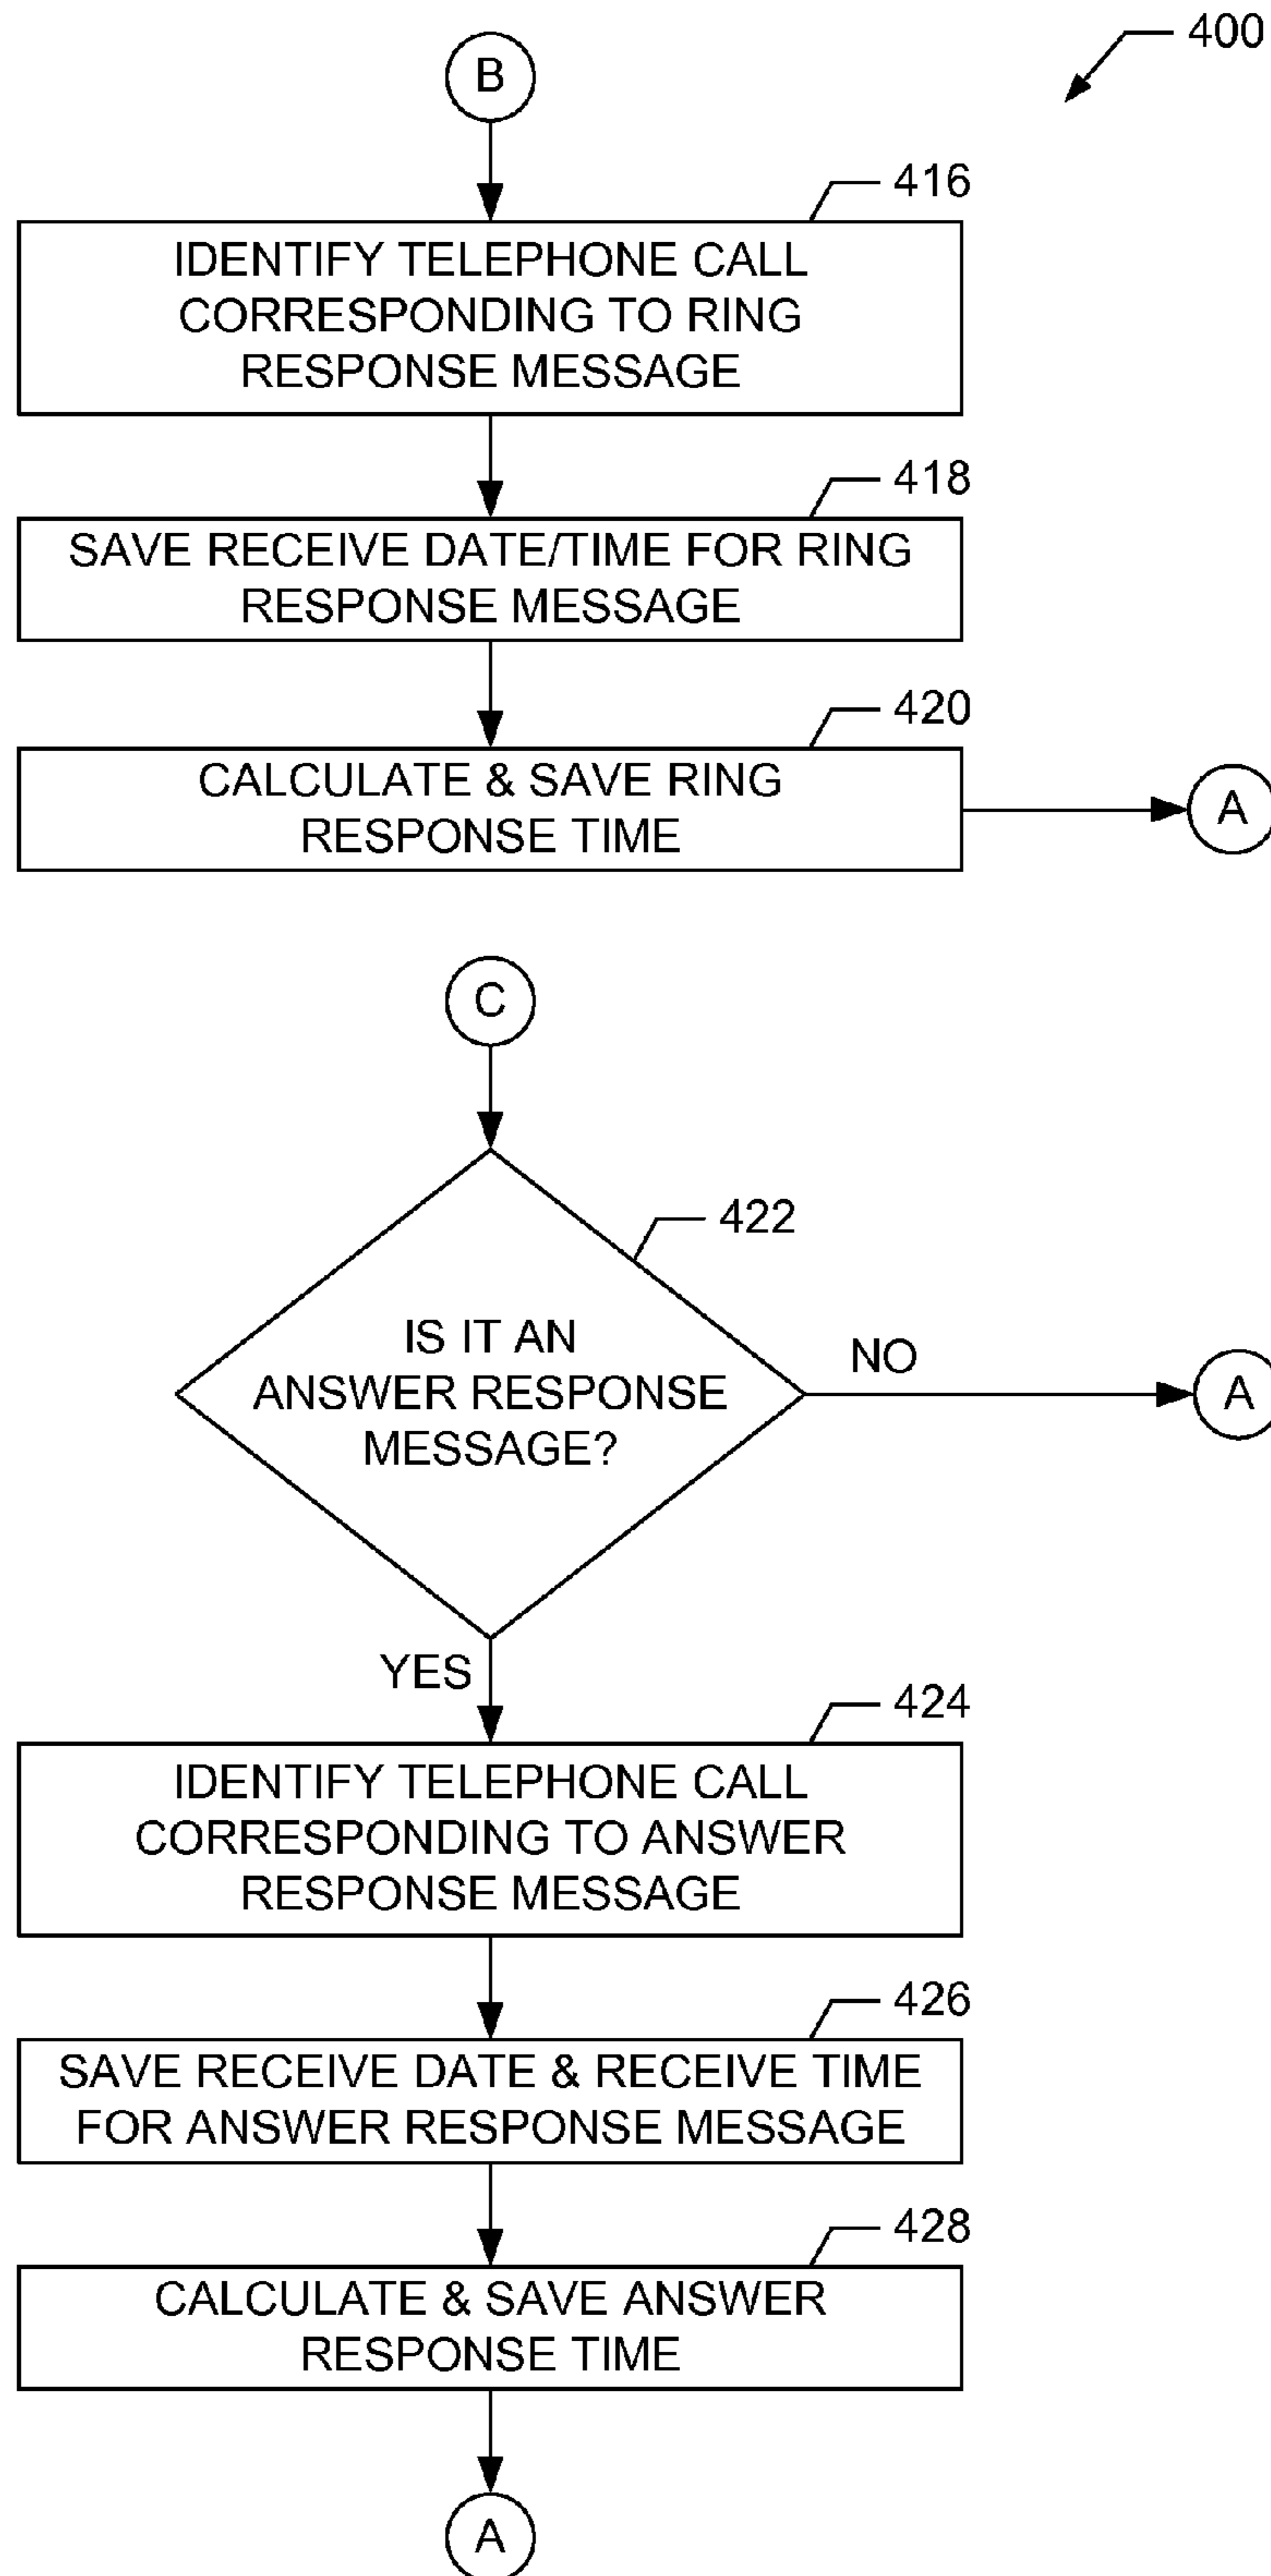 400
B
416
IDENTIFY TELEPHONE CALL
CORRESPONDING TO RING
RESPONSE MESSAGE
418
SAVE RECEIVE DATE/TIME FOR RING
RESPONSE MESSAGE
420
CALCULATE & SAVE RING
RESPONSE TIME
A
C
422
IS IT AN
ANSWER RESPONSE
MESSAGE?
NO
A
YES
424
IDENTIFY TELEPHONE CALL
CORRESPONDING TO ANSWER
RESPONSE MESSAGE
426
SAVE RECEIVE DATE & RECEIVE TIME
FOR ANSWER RESPONSE MESSAGE
428
CALCULATE & SAVE ANSWER
RESPONSE TIME
A